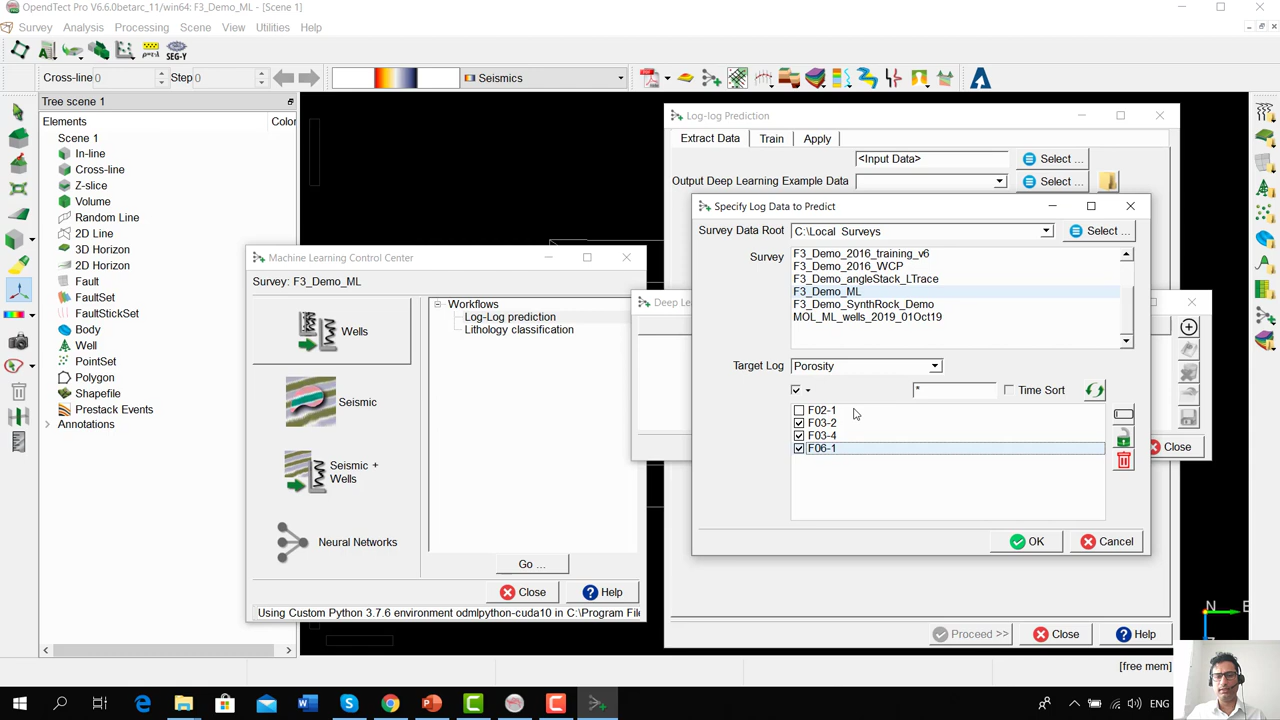 OpendTect Pro V6.6.0betarc_11/win64: F3_Demo_ML - [Scene 1]
Survey Analysis Processing Scene View Utilities Help
SEG-Y
Cross-line 0 Step 0 Seismics
Tree scene 1
Elements Color
Scene 1
In-line
Cross-line
Z-slice
Volume
Random Line
2D Line
3D Horizon
2D Horizon
Fault
FaultSet
FaultStickSet
Body
Well
PointSet
Polygon
Shapefile
Prestack Events
Annotations
Machine Learning Control Center
Survey: F3_Demo_ML
Wells
Seismic
Seismic +
Wells
Neural Networks
Workflows
Log-Log prediction
Lithology classification
Go ...
Close Help
Using Custom Python 3.7.6 environment odmlpython-cuda10 in C:\Program File
Log-log Prediction
Extract Data Train Apply
<Input Data> Select ...
Output Deep Learning Example Data Select ...
Deep Le
Close
Specify Log Data to Predict
Survey Data Root C:\Local Surveys Select ...
Survey
F3_Demo_2016_training_v6
F3_Demo_2016_WCP
F3_Demo_angleStack_LTrace
F3_Demo_ML
F3_Demo_SynthRock_Demo
MOL_ML_wells_2019_01Oct19
Target Log Porosity
* Time Sort
F02-1
F03-2
F03-4
F06-1
OK Cancel
Proceed >> Close Help
N
E
Z
[free mem]
ENG